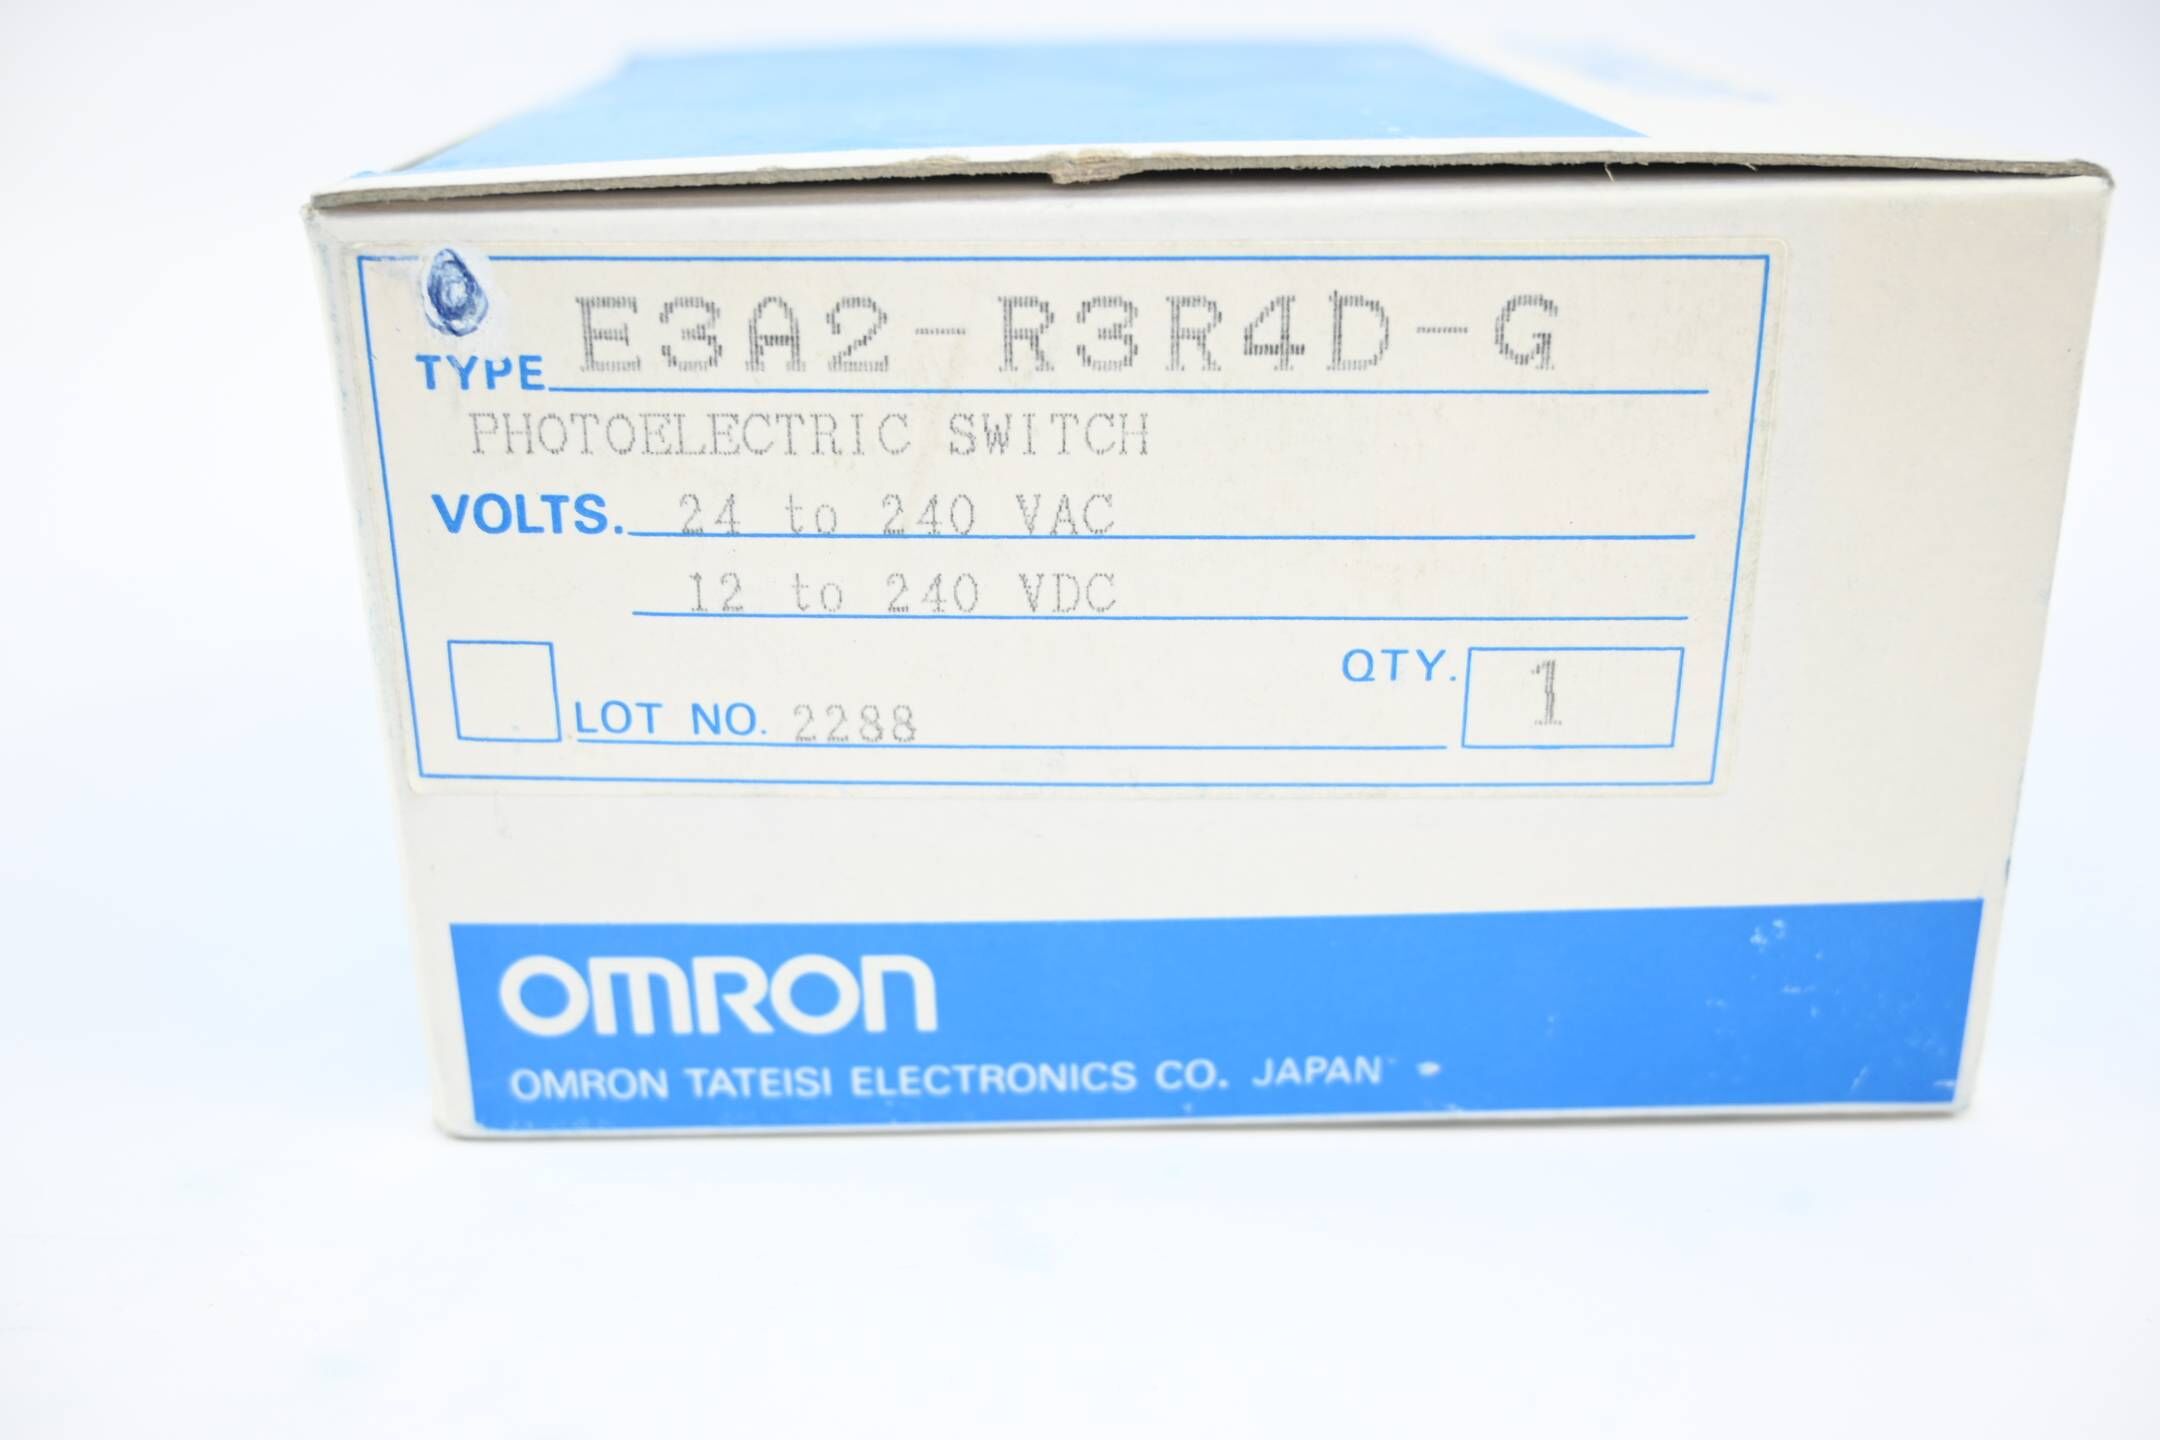 TYPE E3A2-R3R4D-G
PHOTOELECTRIC SWITCH
VOLTS. 24 to 240 VAC
12 to 240 VDC
QTY. 1
LOT NO. 2288
OMRON
OMRON TATEISI ELECTRONICS CO. JAPAN